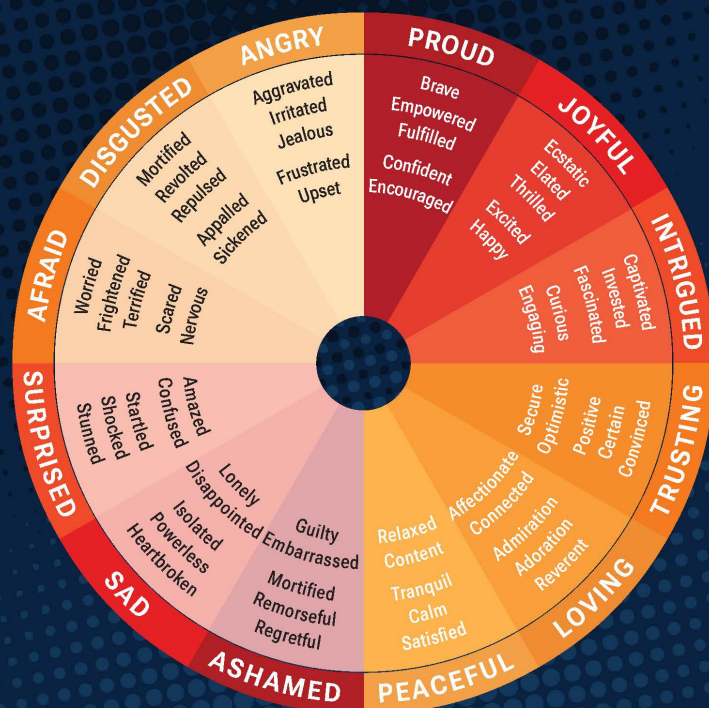 PROUD
Brave
Empowered
Fulfilled
Confident
Encouraged
JOYFUL
Ecstatic
Elated
Thrilled
Excited
Happy
INTRIGUED
Captivated
Invested
Fascinated
Curious
Engaging
TRUSTING
Secure
Optimistic
Positive
Certain
Convinced
LOVING
Affectionate
Connected
Admiration
Adoration
Reverent
PEACEFUL
Relaxed
Content
Tranquil
Calm
Satisfied
ASHAMED
Guilty
Embarrassed
Mortified
Remorseful
Regretful
SAD
Lonely
Disappointed
Isolated
Powerless
Heartbroken
SURPRISED
Amazed
Confused
Startled
Shocked
Stunned
AFRAID
Worried
Frightened
Terrified
Scared
Nervous
DISGUSTED
Mortified
Revolted
Repulsed
Appalled
Sickened
ANGRY
Aggravated
Irritated
Jealous
Frustrated
Upset